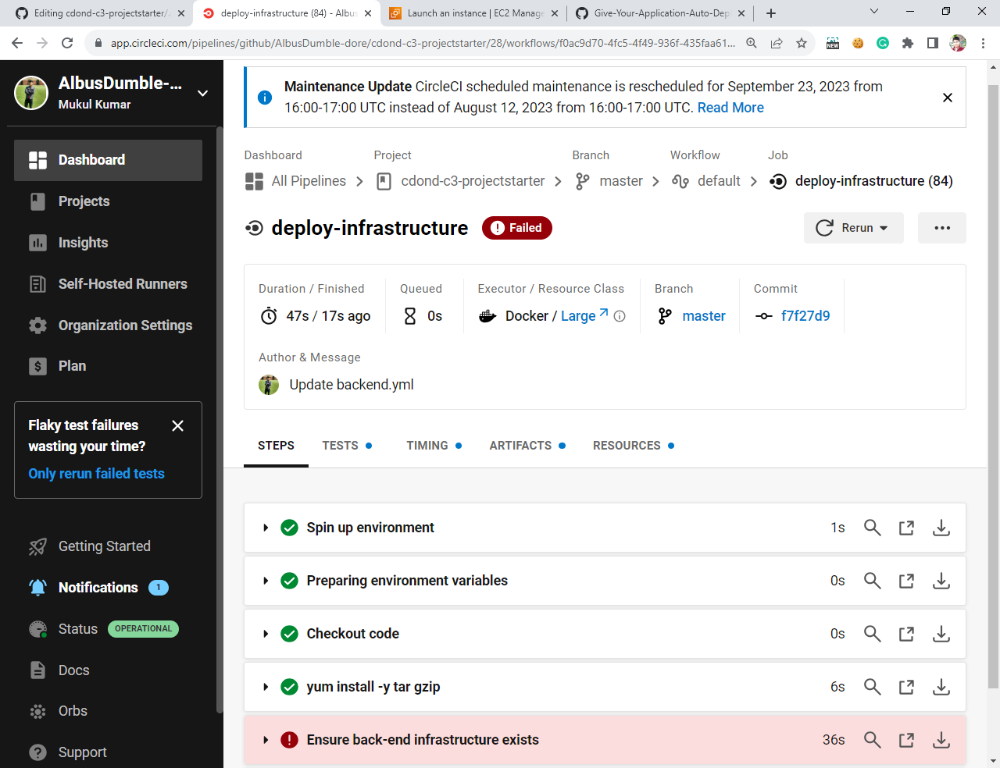 Editing cdond-c3-projectstarter/
deploy-infrastructure (84) - Albus
Launch an instance | EC2 Manage
Give-Your-Application-Auto-Dep
app.circleci.com/pipelines/github/AlbusDumble-dore/cdond-c3-projectstarter/28/workflows/f0ac9d70-4fc5-4f49-936f-435faa61...
NEW
AlbusDumble-...
Mukul Kumar
Dashboard
Projects
Insights
Self-Hosted Runners
Organization Settings
Plan
Flaky test failures
wasting your time?
Only rerun failed tests
Getting Started
Notifications 1
Status OPERATIONAL
Docs
Orbs
Support
Maintenance Update CircleCI scheduled maintenance is rescheduled for September 23, 2023 from
16:00-17:00 UTC instead of August 12, 2023 from 16:00-17:00 UTC. Read More
Dashboard Project Branch Workflow Job
All Pipelines cdond-c3-projectstarter master default deploy-infrastructure (84)
deploy-infrastructure Failed Rerun
Duration / Finished Queued Executor / Resource Class Branch Commit
47s / 17s ago 0s Docker / Large master f7f27d9
Author & Message
Update backend.yml
STEPS TESTS TIMING ARTIFACTS RESOURCES
Spin up environment 1s
Preparing environment variables 0s
Checkout code 0s
yum install -y tar gzip 6s
Ensure back-end infrastructure exists 36s